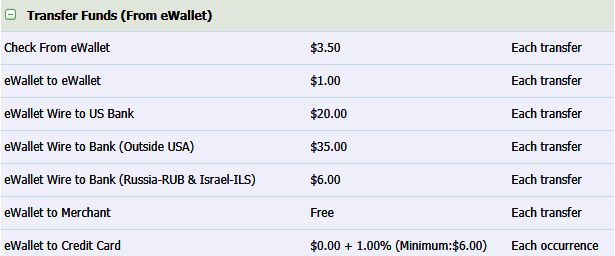 Transfer Funds (From eWallet)
Check From eWallet $3.50 Each transfer
eWallet to eWallet $1.00 Each transfer
eWallet Wire to US Bank $20.00 Each transfer
eWallet Wire to Bank (Outside USA) $35.00 Each transfer
eWallet Wire to Bank (Russia-RUB & Israel-ILS) $6.00 Each transfer
eWallet to Merchant Free Each transfer
eWallet to Credit Card $0.00 + 1.00% (Minimum:$6.00) Each occurrence